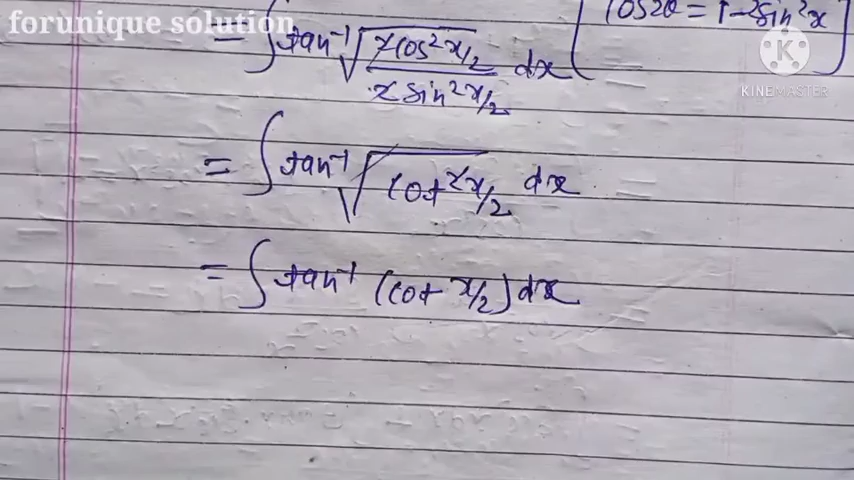 forunique solution
= ∫ tan⁻¹ √(2cos²x/2 / 2sin²x/2) dx ( cos2θ = 1-2sin²x )
KINEMASTER
= ∫ tan⁻¹ √(cot²x/2) dx
= ∫ tan⁻¹ (cot x/2) dx